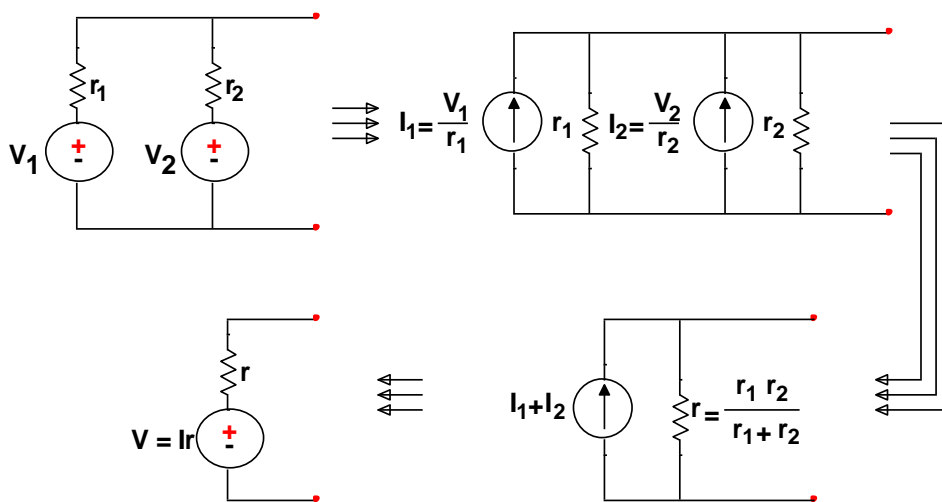 r1
r2
V1
+
-
V2
+
-
I1 = V1 / r1
r1
I2 = V2 / r2
r2
r
V = Ir
+
-
I1+I2
r = r1 r2 / r1 + r2